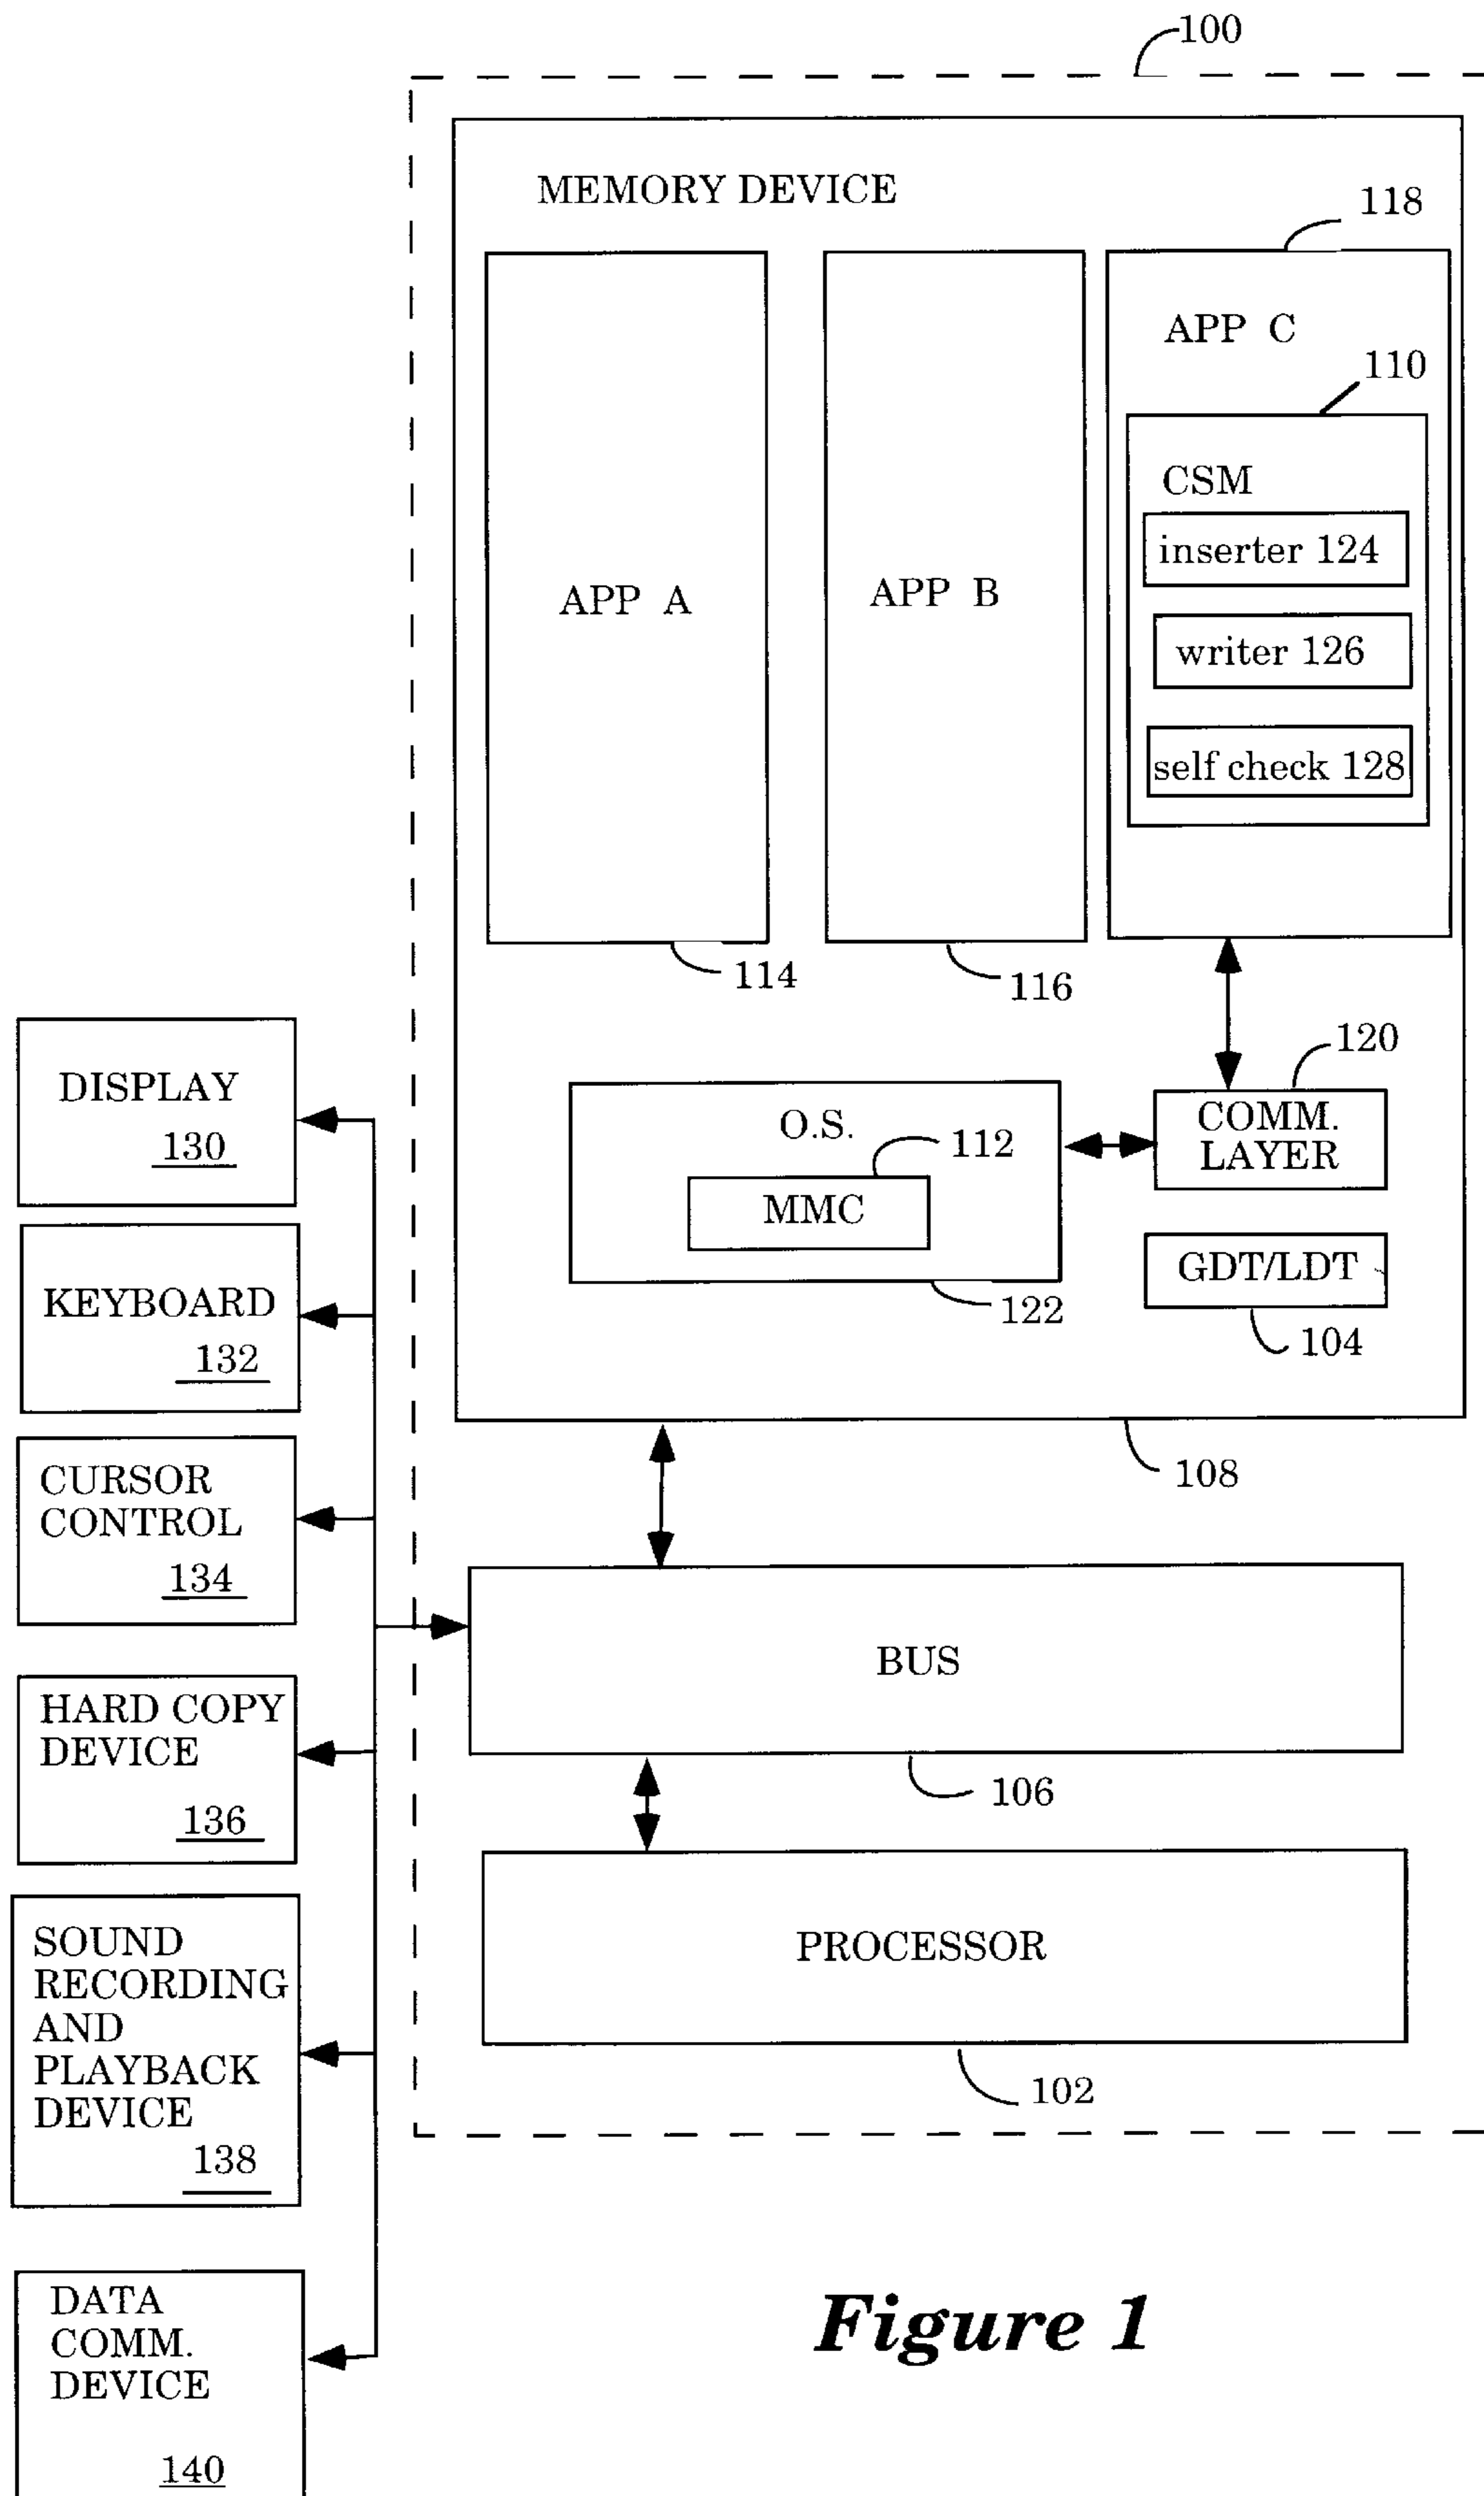 100
MEMORY DEVICE
118
APP C
110
CSM
inserter 124
writer 126
self check 128
APP A
APP B
114
116
120
COMM.
LAYER
O.S.
112
MMC
122
GDT/LDT
104
108
DISPLAY
130
KEYBOARD
132
CURSOR
CONTROL
134
BUS
106
HARD COPY
DEVICE
136
PROCESSOR
102
SOUND
RECORDING
AND
PLAYBACK
DEVICE
138
DATA
COMM.
DEVICE
140
Figure 1